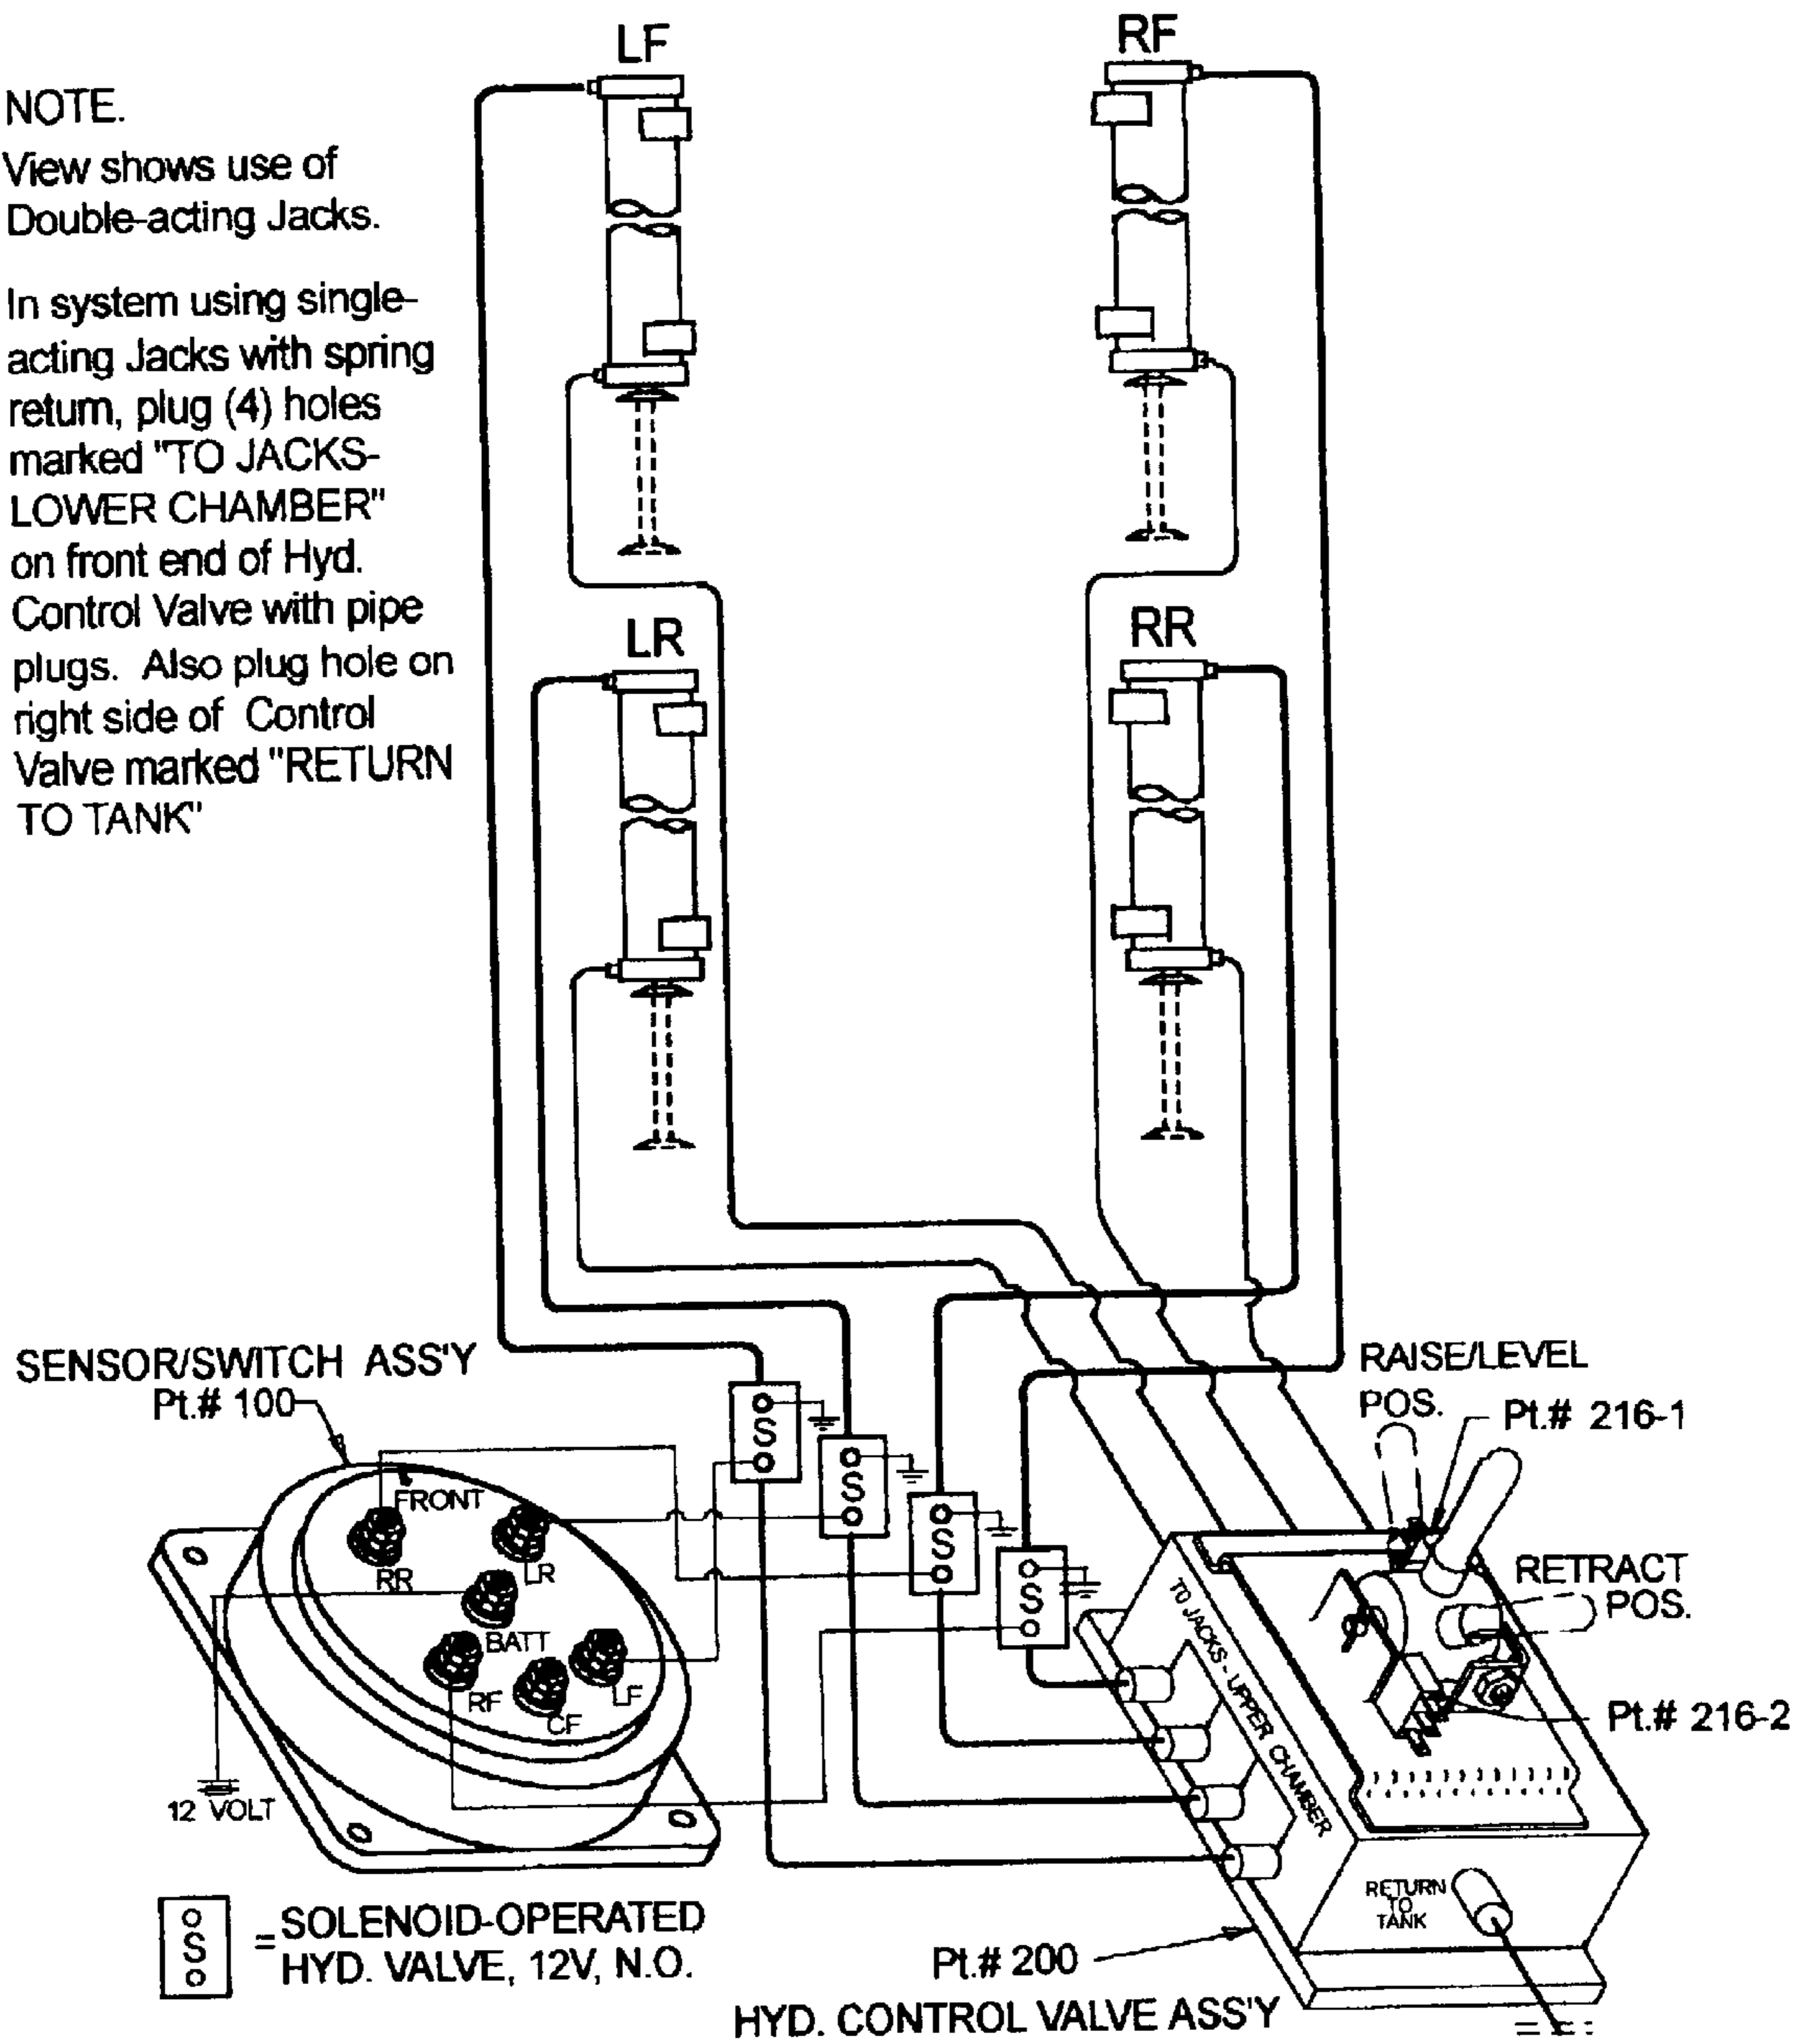 LF
RF
NOTE.
View shows use of
Double-acting Jacks.
In system using single-
acting Jacks with spring
return, plug (4) holes
marked "TO JACKS-
LOWER CHAMBER"
on front end of Hyd.
Control Valve with pipe
plugs. Also plug hole on
right side of Control
Valve marked "RETURN
TO TANK"
LR
RR
SENSOR/SWITCH ASS'Y
Pt.# 100
RAISE/LEVEL
POS.
Pt.# 216-1
S
S
S
S
FRONT
RR
LR
BATT
RF
CF
LF
12 VOLT
RETRACT
POS.
TO JACKS - UPPER CHAMBER
Pt.# 216-2
RETURN
TO
TANK
S
= SOLENOID-OPERATED
HYD. VALVE, 12V, N.O.
Pt.# 200
HYD. CONTROL VALVE ASS'Y